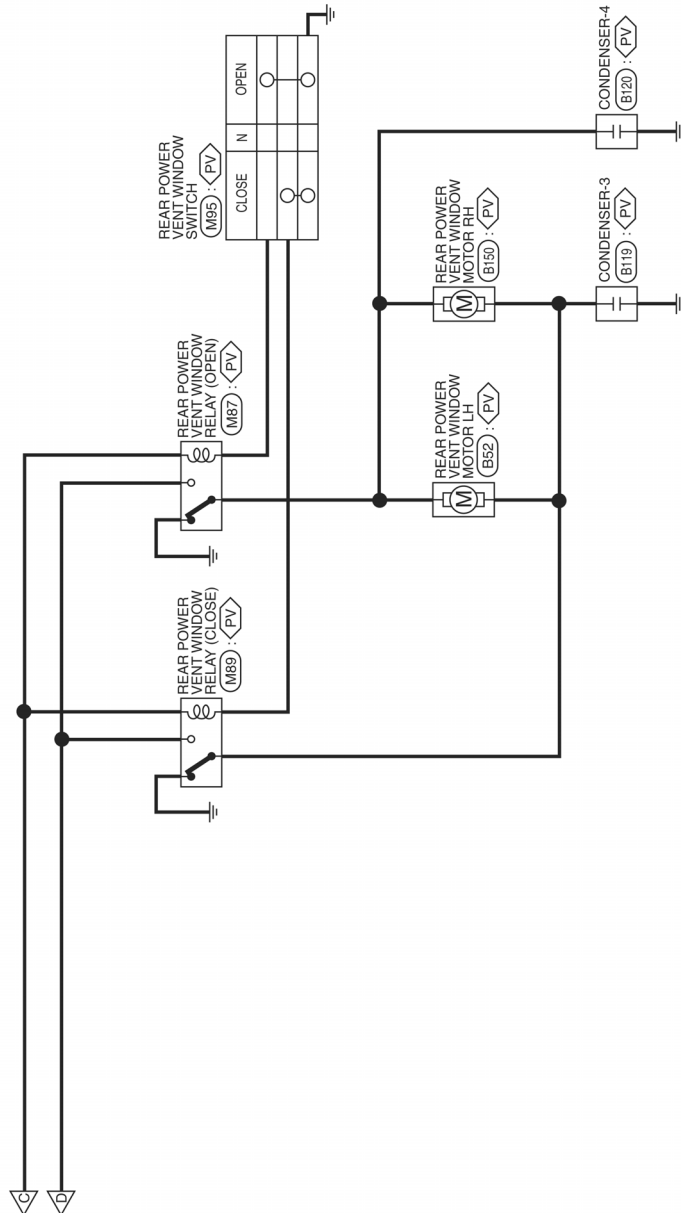 C
D
REAR POWER
VENT WINDOW
RELAY (CLOSE)
M89 : PV
REAR POWER
VENT WINDOW
RELAY (OPEN)
M87 : PV
REAR POWER
VENT WINDOW
SWITCH
M95 : PV
CLOSE N OPEN
REAR POWER
VENT WINDOW
MOTOR LH
B52 : PV
M
REAR POWER
VENT WINDOW
MOTOR RH
B150 : PV
M
CONDENSER-3
B119 : PV
CONDENSER-4
B120 : PV